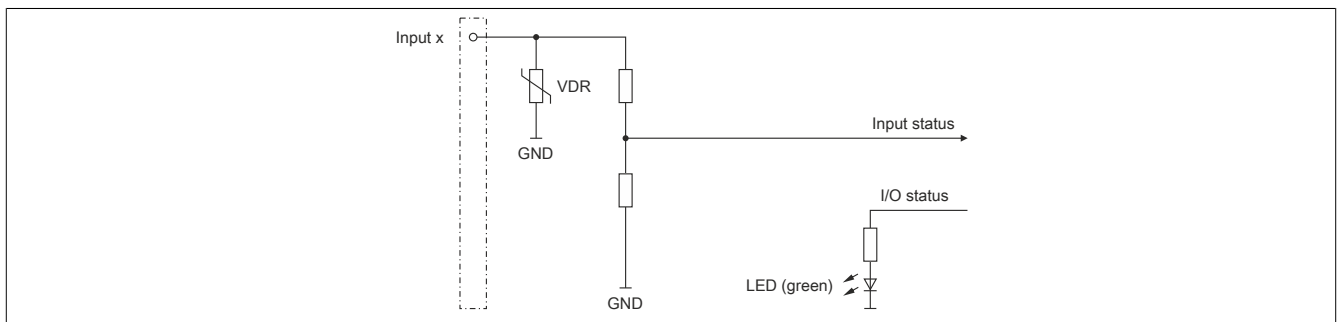 Input x
VDR
GND
Input status
I/O status
LED (green)
GND